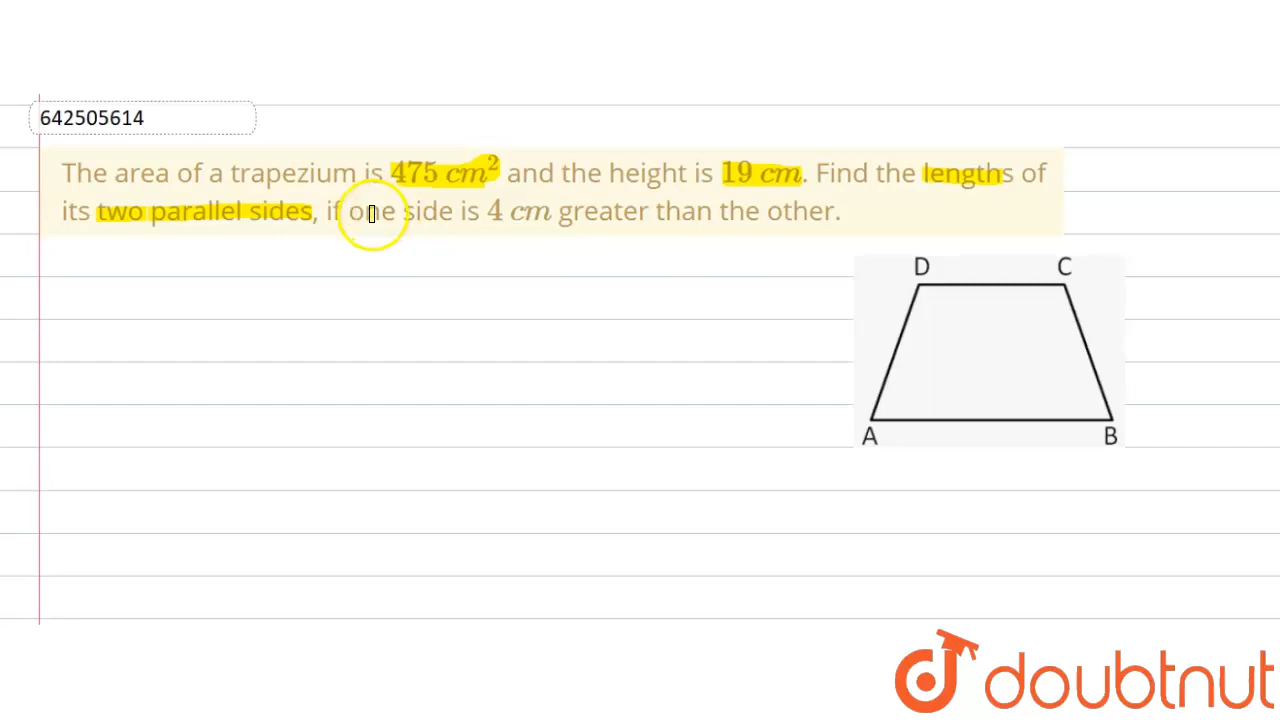 642505614
The area of a trapezium is 475 cm² and the height is 19 cm. Find the lengths of
its two parallel sides, if one side is 4 cm greater than the other.
D C
A B
doubtnut